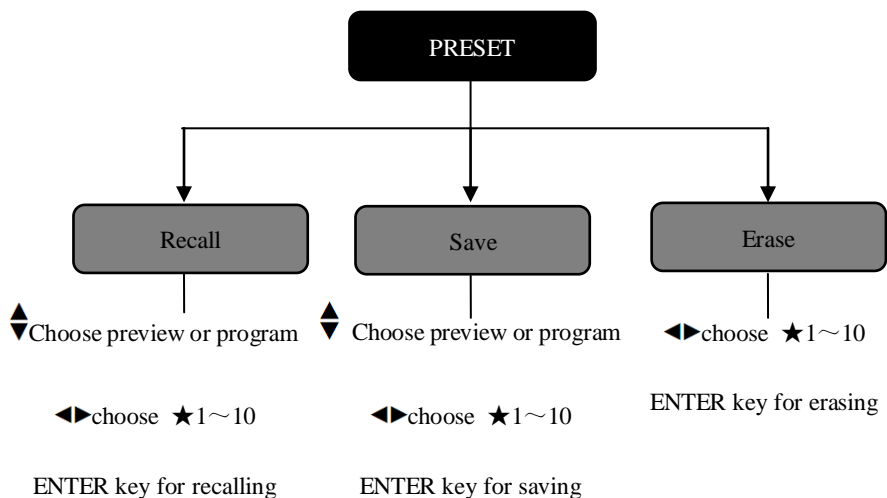 PRESET
Recall
Save
Erase
▲▼Choose preview or program
◀▶choose ★1～10
ENTER key for recalling
▲▼ Choose preview or program
◀▶choose ★1～10
ENTER key for saving
◀▶choose ★1～10
ENTER key for erasing